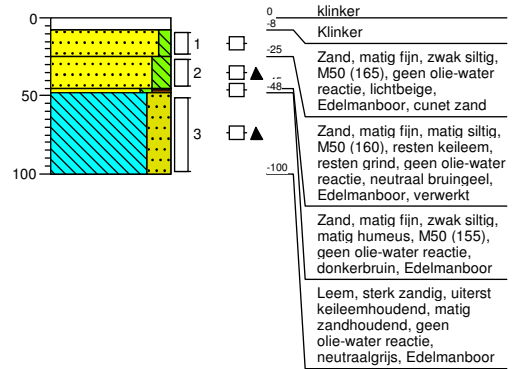 0
50
100
1
2
3
0
-8
-25
-48
-100
klinker
Klinker
Zand, matig fijn, zwak siltig,
M50 (165), geen olie-water
reactie, lichtbeige,
Edelmanboor, cunet zand
Zand, matig fijn, matig siltig,
M50 (160), resten keileem,
resten grind, geen olie-water
reactie, neutraal bruingeel,
Edelmanboor, verwerkt
Zand, matig fijn, zwak siltig,
matig humeus, M50 (155),
geen olie-water reactie,
donkerbruin, Edelmanboor
Leem, sterk zandig, uiterst
keileemhoudend, matig
zandhoudend, geen
olie-water reactie,
neutraalgrijs, Edelmanboor